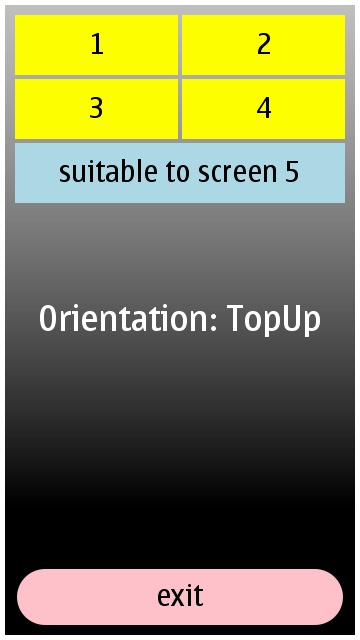 1 2
3 4
suitable to screen 5
Orientation: TopUp
exit